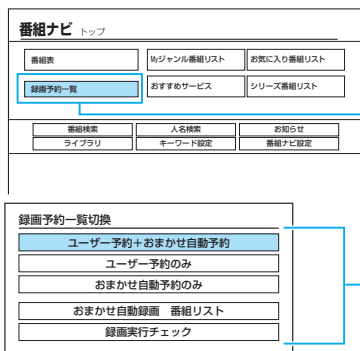 番組ナビ トップ
番組表 Myジャンル番組リスト お気に入り番組リスト
録画予約一覧 おすすめサービス シリーズ番組リスト
番組検索 人名検索 お知らせ
ライブラリ キーワード設定 番組ナビ設定
録画予約一覧切換
ユーザー予約+おまかせ自動予約
ユーザー予約のみ
おまかせ自動予約のみ
おまかせ自動録画 番組リスト
録画実行チェック